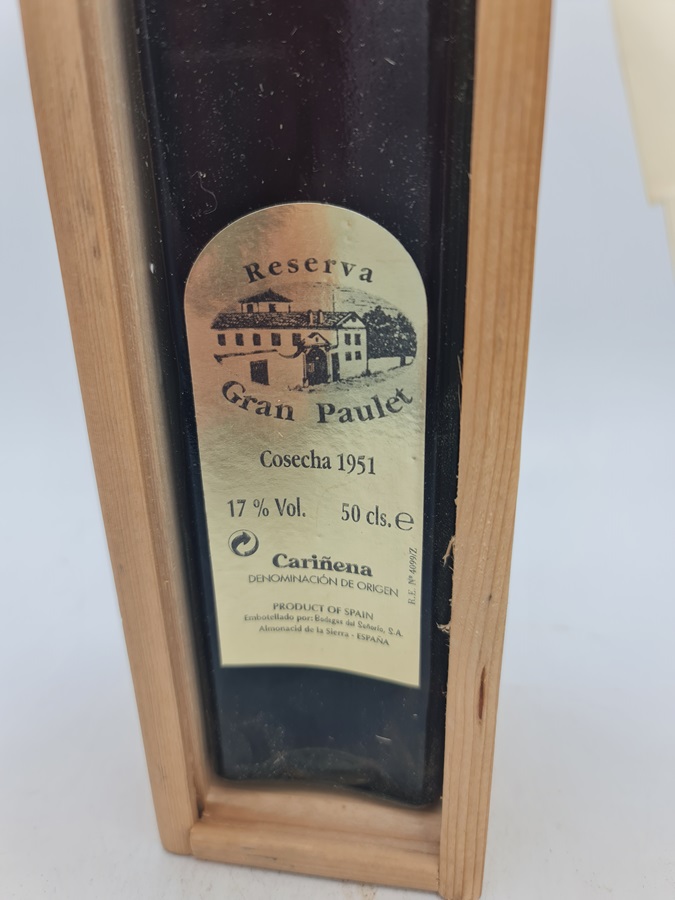 Reserva
Gran Paulet
Cosecha 1951
17 % Vol. 50 cls. e
Cariñena
DENOMINACIÓN DE ORIGEN
R.E. Nº 4099/Z
PRODUCT OF SPAIN
Embotellado por: Bodegas del Señorío, S.A.
Almonacid de la Sierra - ESPAÑA